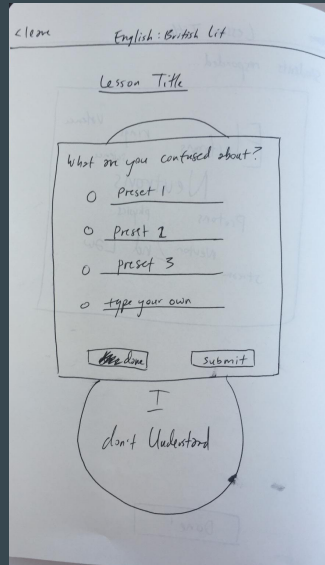 < leave English: British Lit
Lesson Title
What are you confused about?
Preset 1
Preset 2
Preset 3
type your own
done submit
I
don't Understand